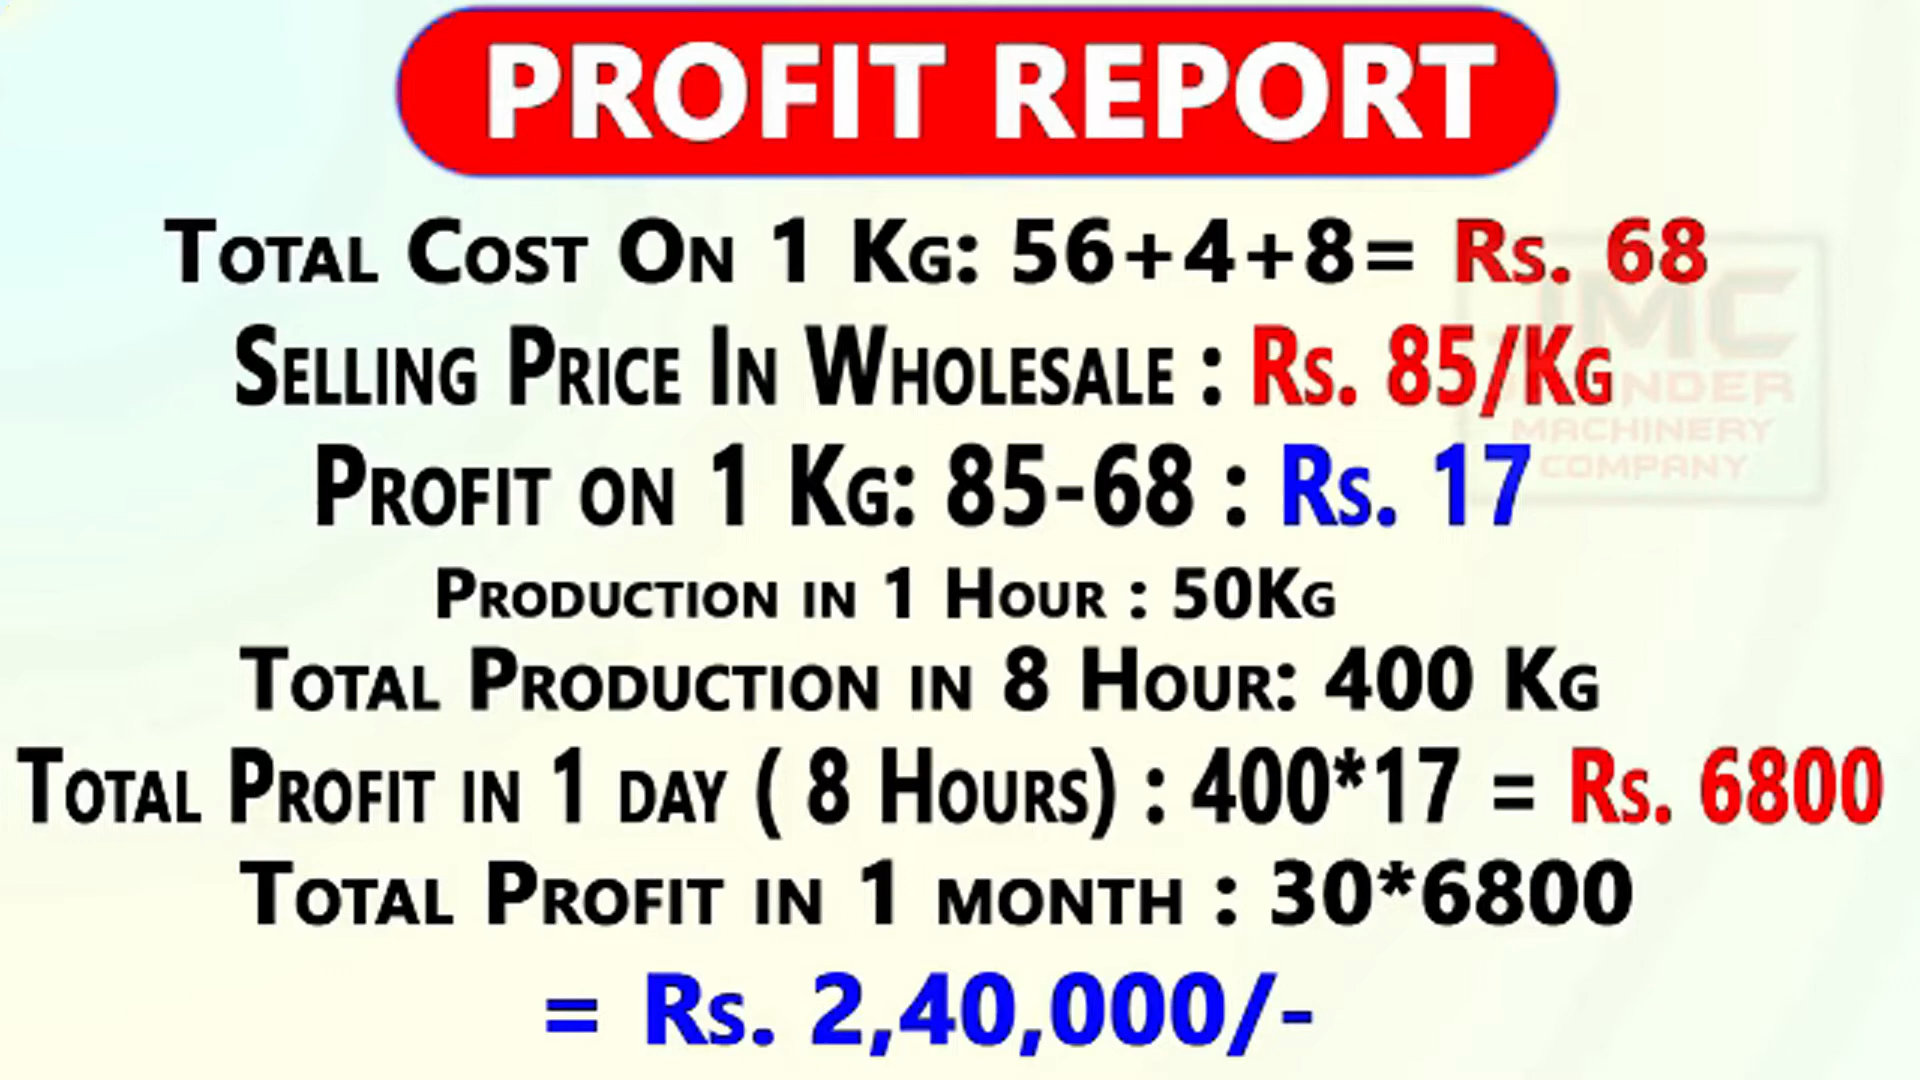 PROFIT REPORT
Total Cost On 1 Kg: 56+4+8= Rs. 68
Selling Price In Wholesale : Rs. 85/Kg
Profit on 1 Kg: 85-68 : Rs. 17
Production in 1 Hour : 50Kg
Total Production in 8 Hour: 400 Kg
Total Profit in 1 day ( 8 Hours) : 400*17 = Rs. 6800
Total Profit in 1 month : 30*6800
= Rs. 2,40,000/-
JMC
MACHINERY
COMPANY